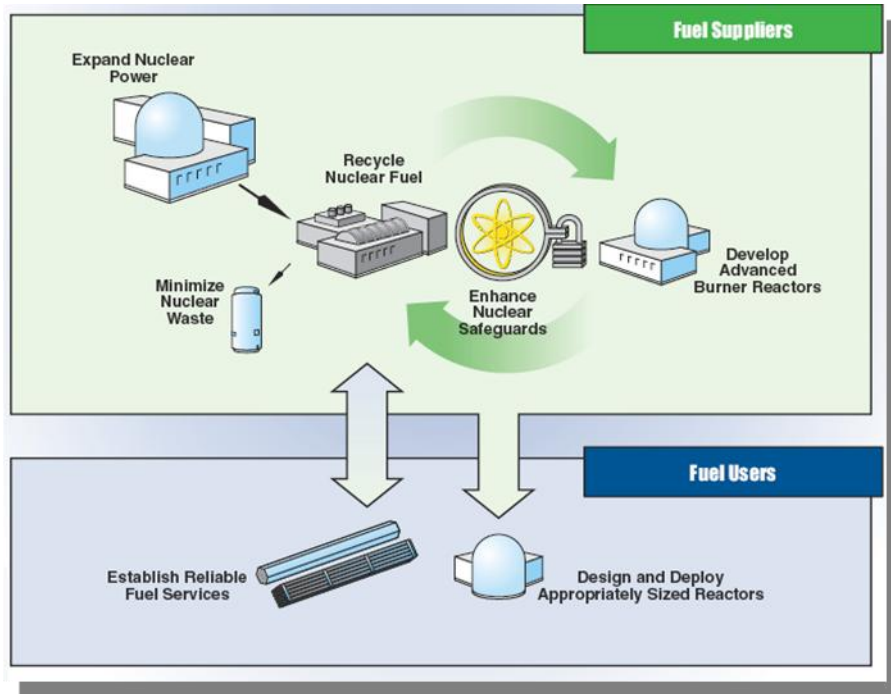 Fuel Suppliers
Expand Nuclear
Power
Recycle
Nuclear Fuel
Minimize
Nuclear
Waste
Enhance
Nuclear
Safeguards
Develop
Advanced
Burner Reactors
Fuel Users
Establish Reliable
Fuel Services
Design and Deploy
Appropriately Sized Reactors